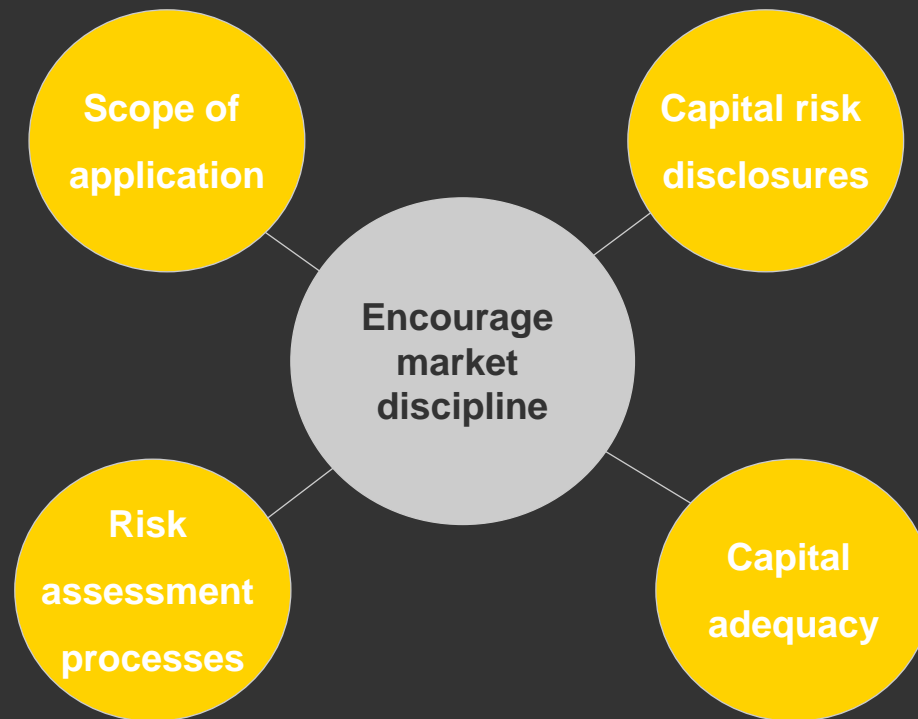 Scope of
application
Capital risk
disclosures
Encourage
market
discipline
Risk
assessment
processes
Capital
adequacy